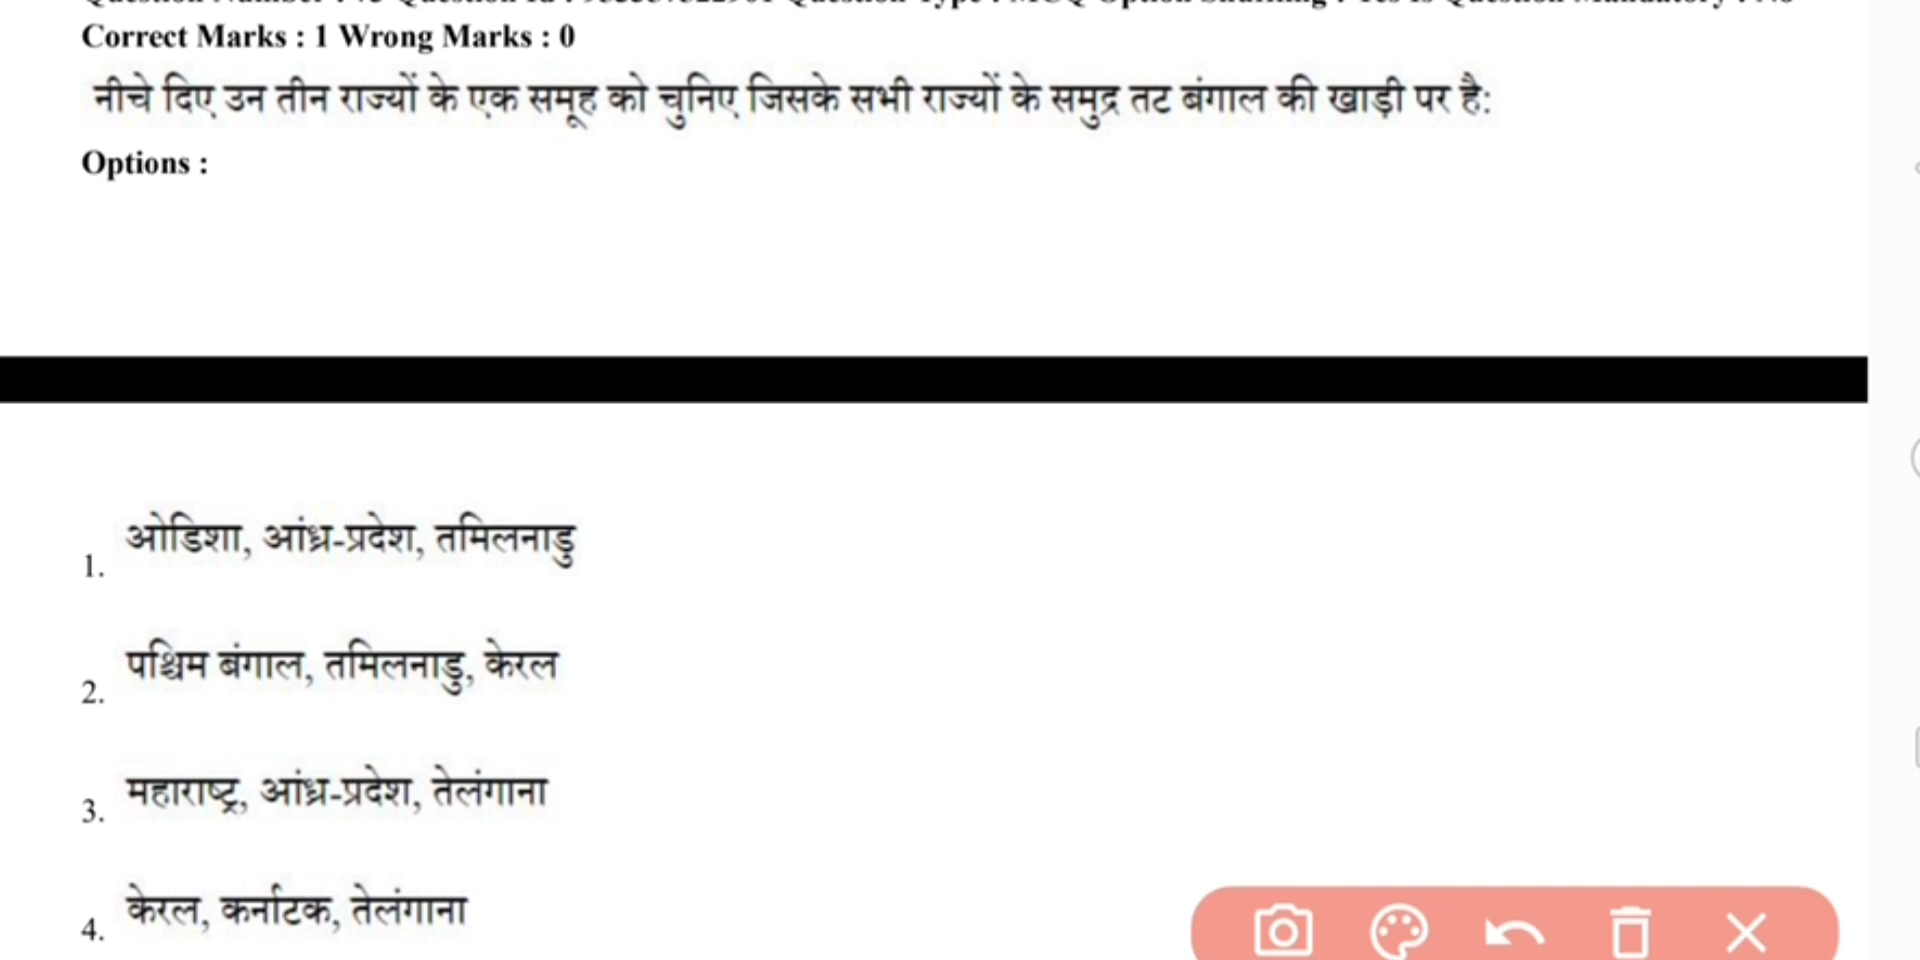 Correct Marks : 1 Wrong Marks : 0
नीचे दिए उन तीन राज्यों के एक समूह को चुनिए जिसके सभी राज्यों के समुद्र तट बंगाल की खाड़ी पर है:
Options :
1. ओडिशा, आंध्र-प्रदेश, तमिलनाडु
2. पश्चिम बंगाल, तमिलनाडु, केरल
3. महाराष्ट्र, आंध्र-प्रदेश, तेलंगाना
4. केरल, कर्नाटक, तेलंगाना